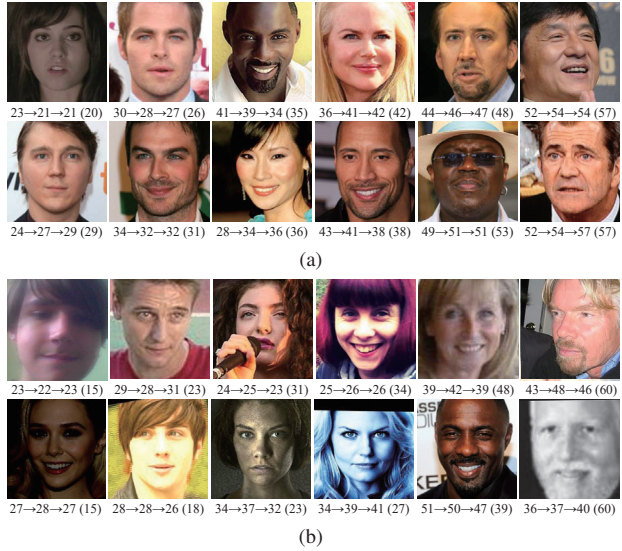 23→21→21 (20) 30→28→27 (26) 41→39→34 (35) 36→41→42 (42) 44→46→47 (48) 52→54→54 (57)
24→27→29 (29) 34→32→32 (31) 28→34→36 (36) 43→41→38 (38) 49→51→51 (53) 52→54→57 (57)
(a)
23→22→23 (15) 29→28→31 (23) 24→25→23 (31) 25→26→26 (34) 39→42→39 (48) 43→48→46 (60)
27→28→27 (15) 28→28→26 (18) 34→37→32 (23) 34→39→41 (27) 51→50→47 (39) 36→37→40 (60)
(b)